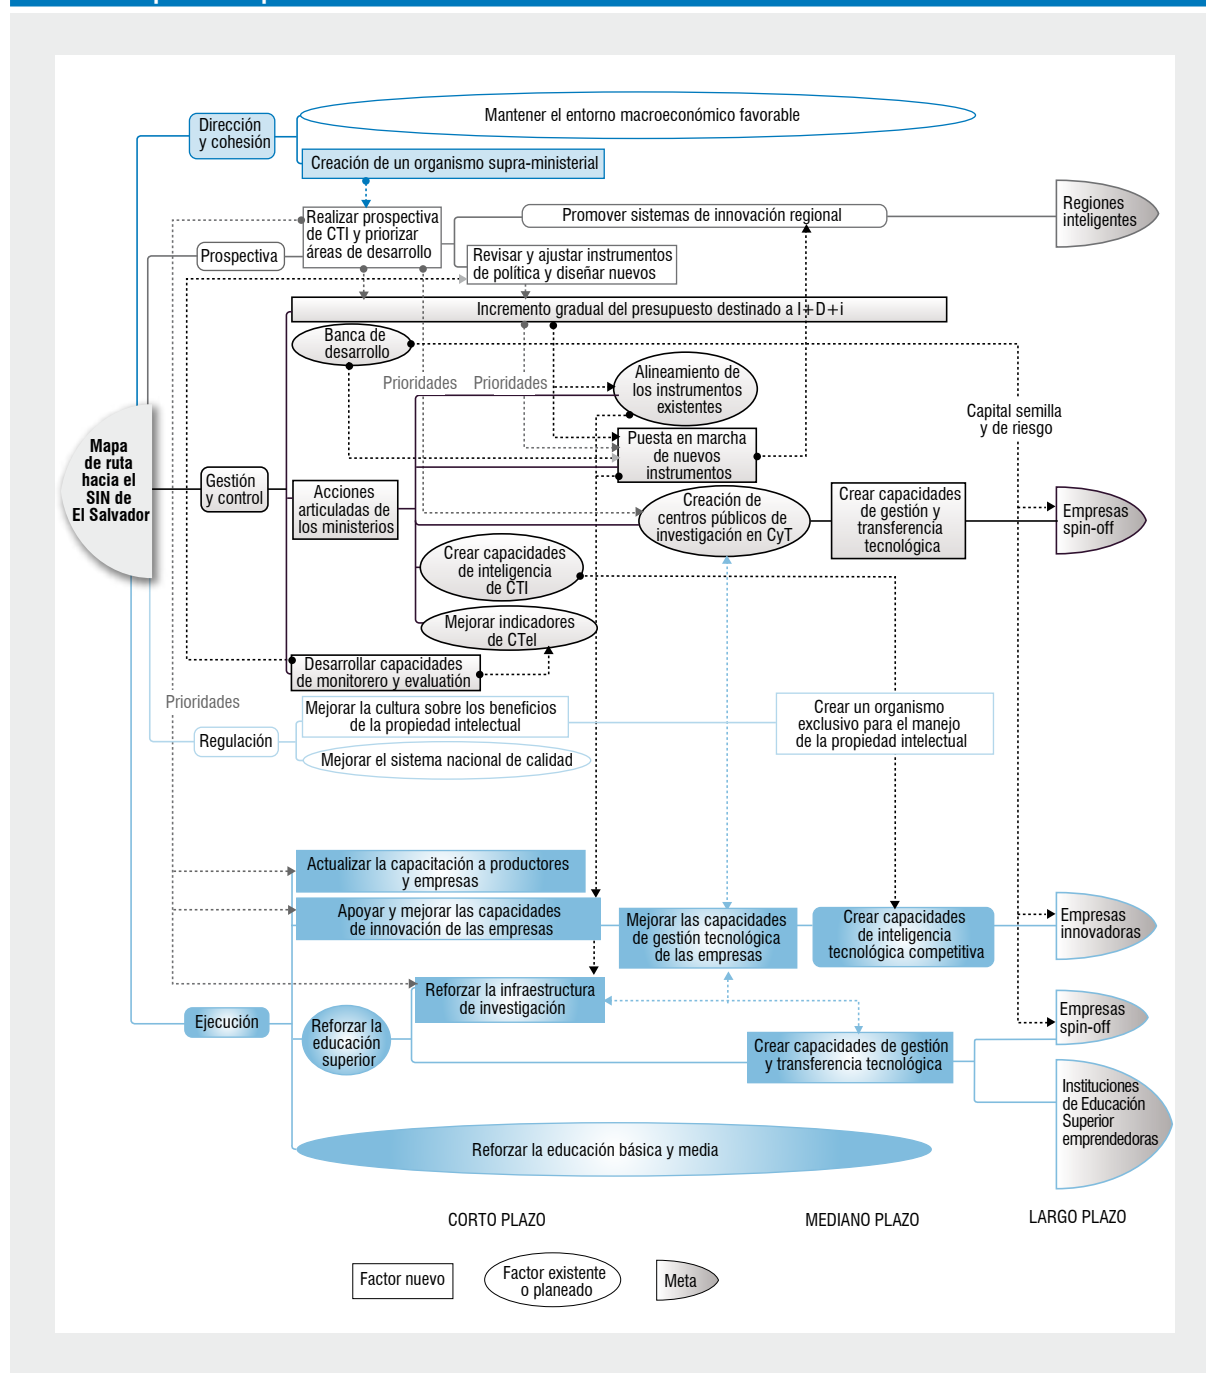 Mantener el entorno macroeconómico favorable
Dirección
y cohesión
Creación de un organismo supra-ministerial
Realizar prospectiva
de CTI y priorizar
áreas de desarrollo
Promover sistemas de innovación regional
Regiones
inteligentes
Prospectiva
Revisar y ajustar instrumentos
de política y diseñar nuevos
Incremento gradual del presupuesto destinado a I+D+i
Banca de
desarrollo
Prioridades
Prioridades
Alineamiento de
los instrumentos
existentes
Capital semilla
y de riesgo
Mapa
de ruta
hacia el
SIN de
El Salvador
Puesta en marcha
de nuevos
instrumentos
Gestión
y control
Acciones
articuladas de
los ministerios
Creación de
centros públicos de
investigación en CyT
Crear capacidades
de gestión y
transferencia
tecnológica
Empresas
spin-off
Crear capacidades
de inteligencia
de CTI
Mejorar indicadores
de CTeI
Desarrollar capacidades
de monitorero y evaluatión
Prioridades
Mejorar la cultura sobre los beneficios
de la propiedad intelectual
Crear un organismo
exclusivo para el manejo
de la propiedad intelectual
Regulación
Mejorar el sistema nacional de calidad
Actualizar la capacitación a productores
y empresas
Apoyar y mejorar las capacidades
de innovación de las empresas
Mejorar las capacidades
de gestión tecnológica
de las empresas
Crear capacidades
de inteligencia
tecnológica competitiva
Empresas
innovadoras
Reforzar la infraestructura
de investigación
Ejecución
Reforzar la
educación
superior
Crear capacidades de gestión
y transferencia tecnológica
Empresas
spin-off
Instituciones
de Educación
Superior
emprendedoras
Reforzar la educación básica y media
CORTO PLAZO
MEDIANO PLAZO
LARGO PLAZO
Factor nuevo
Factor existente
o planeado
Meta